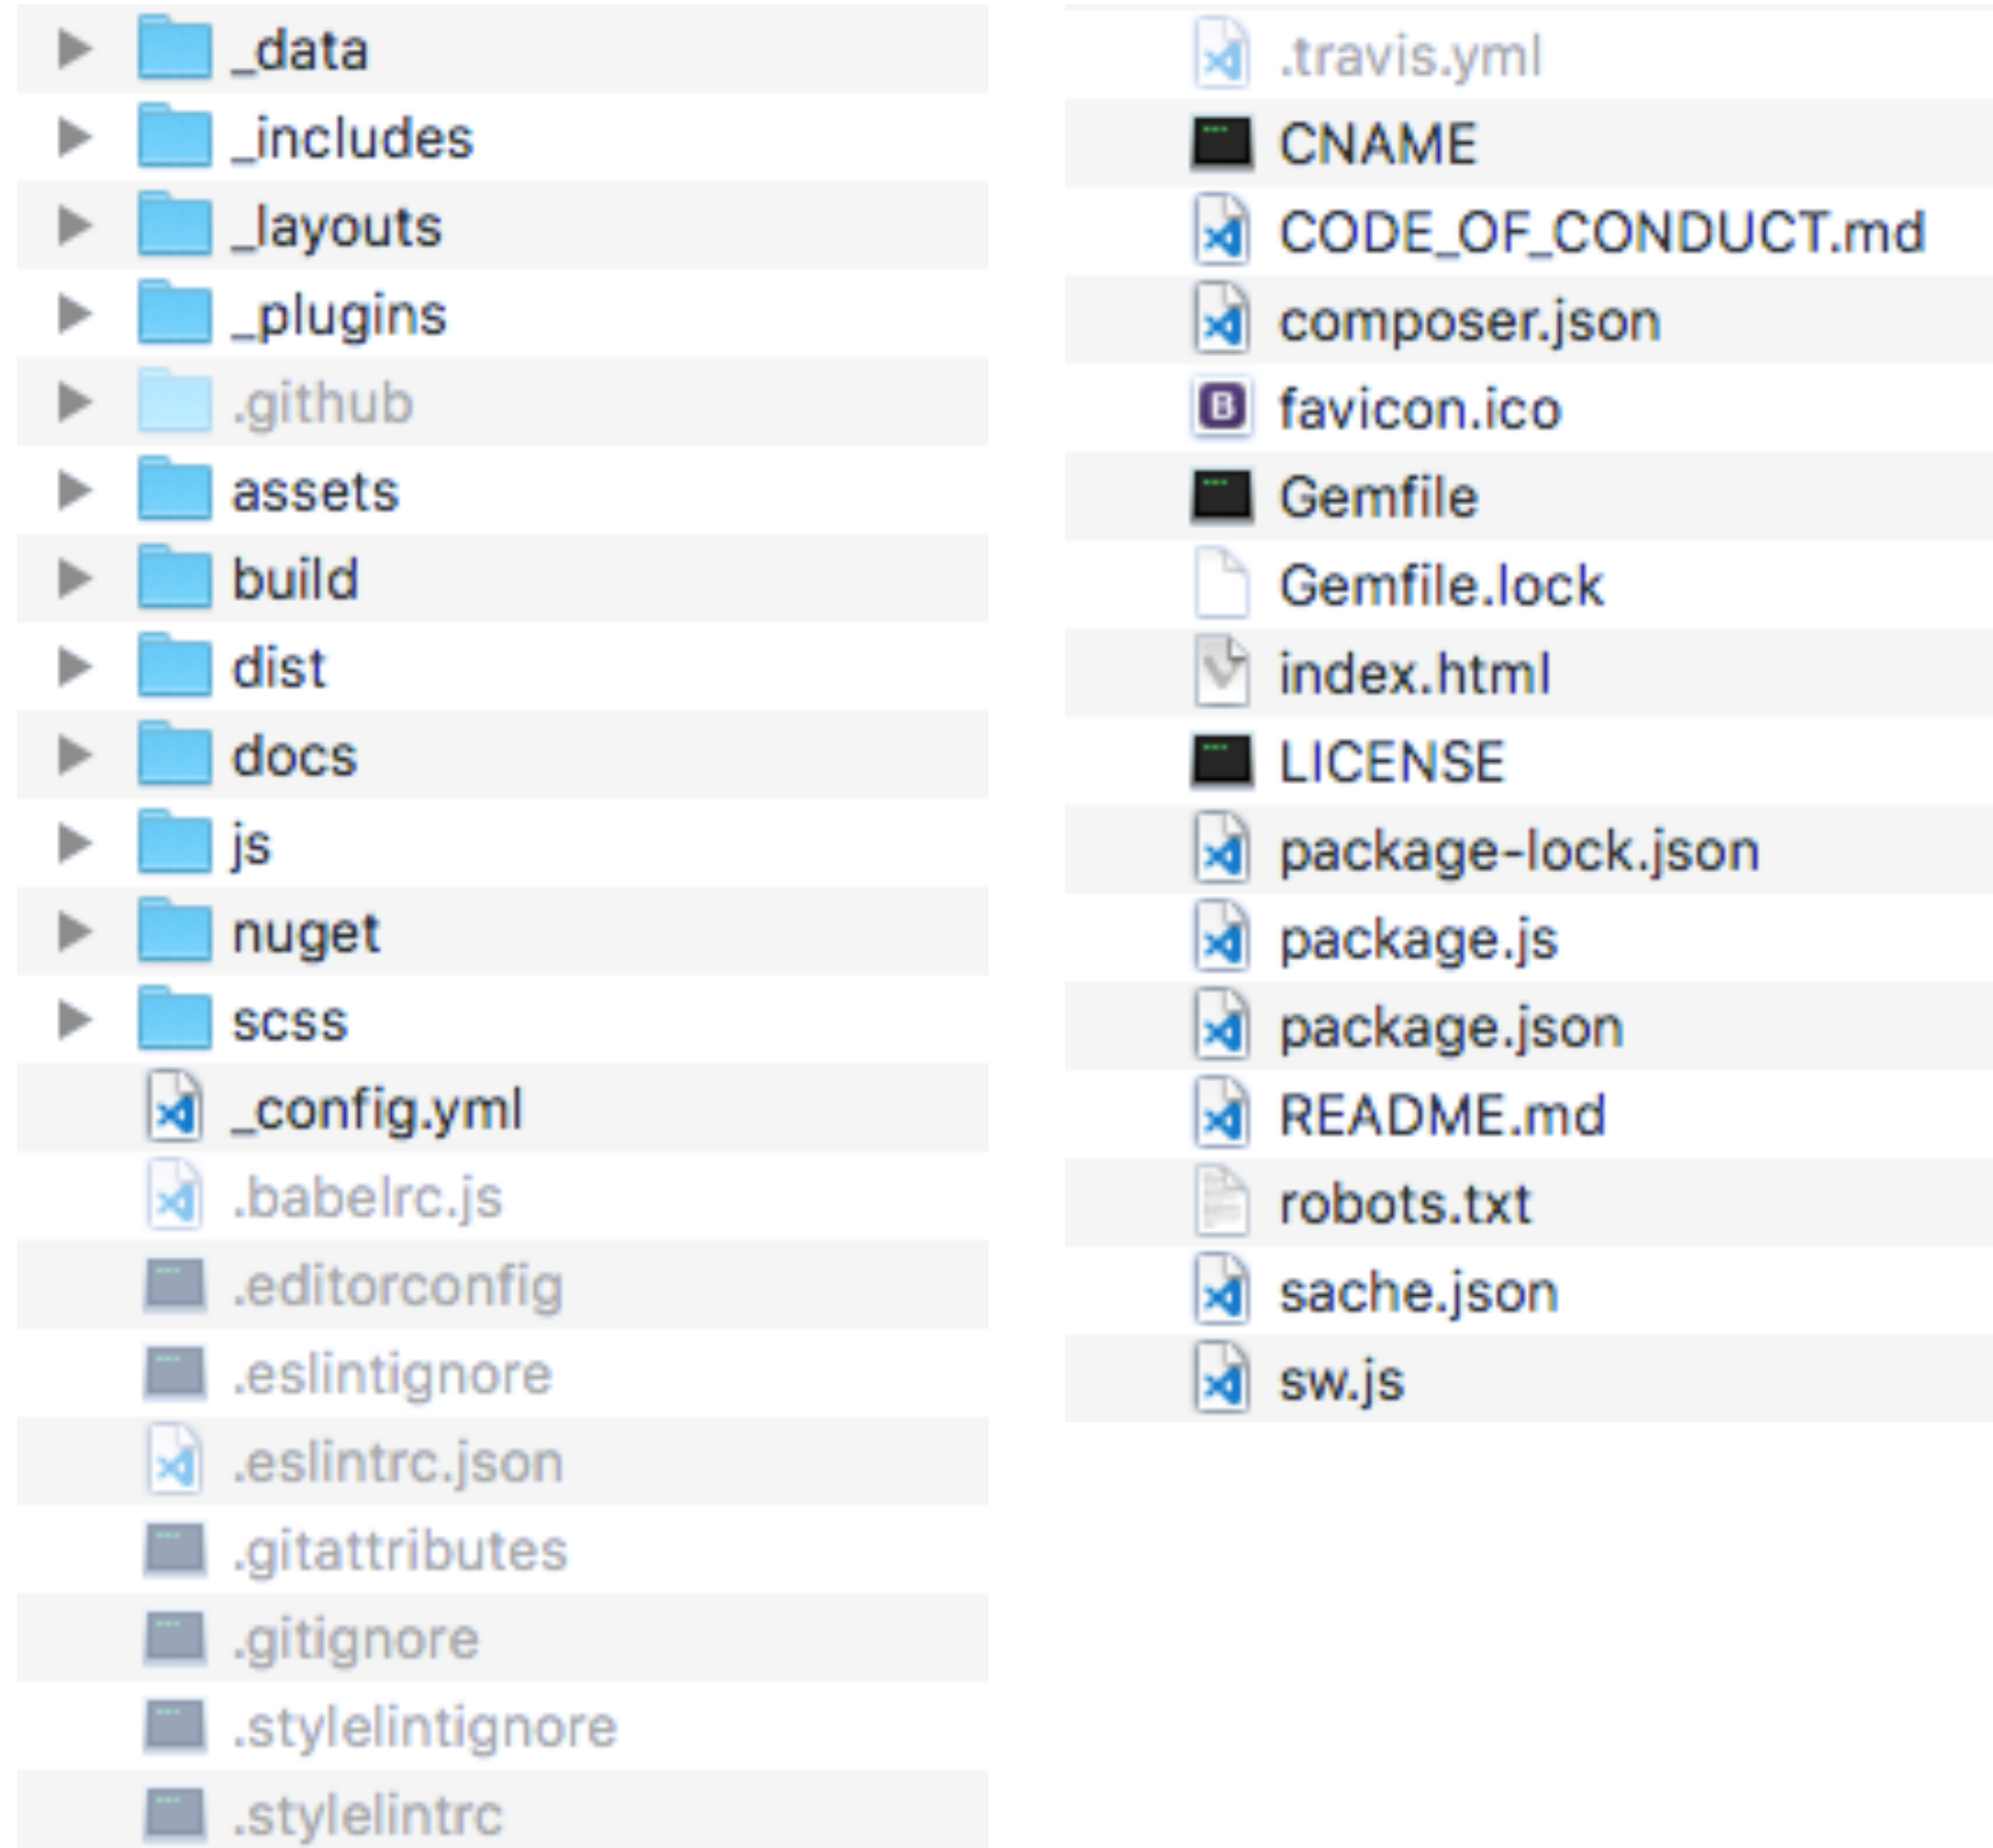 _data
_includes
_layouts
_plugins
.github
assets
build
dist
docs
js
nuget
scss
_config.yml
.babelrc.js
.editorconfig
.eslintignore
.eslintrc.json
.gitattributes
.gitignore
.stylelintignore
.stylelintrc
.travis.yml
CNAME
CODE_OF_CONDUCT.md
composer.json
B
favicon.ico
Gemfile
Gemfile.lock
index.html
LICENSE
package-lock.json
package.js
package.json
README.md
robots.txt
sache.json
sw.js